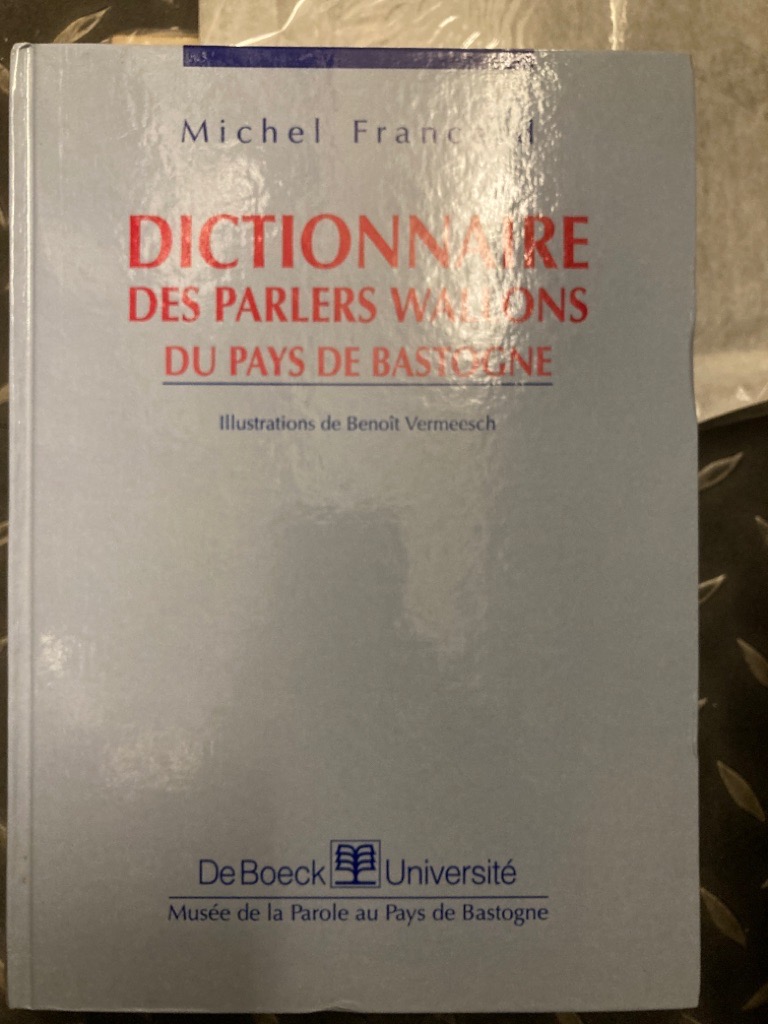 Michel Francard
DICTIONNAIRE
DES PARLERS WALLONS
DU PAYS DE BASTOGNE
Illustrations de Benoît Vermeesch
De Boeck Université
Musée de la Parole au Pays de Bastogne